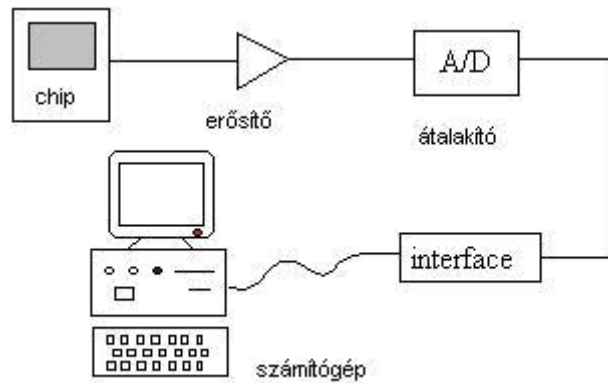 chip
erősítő
A/D
átalakító
interface
számítógép